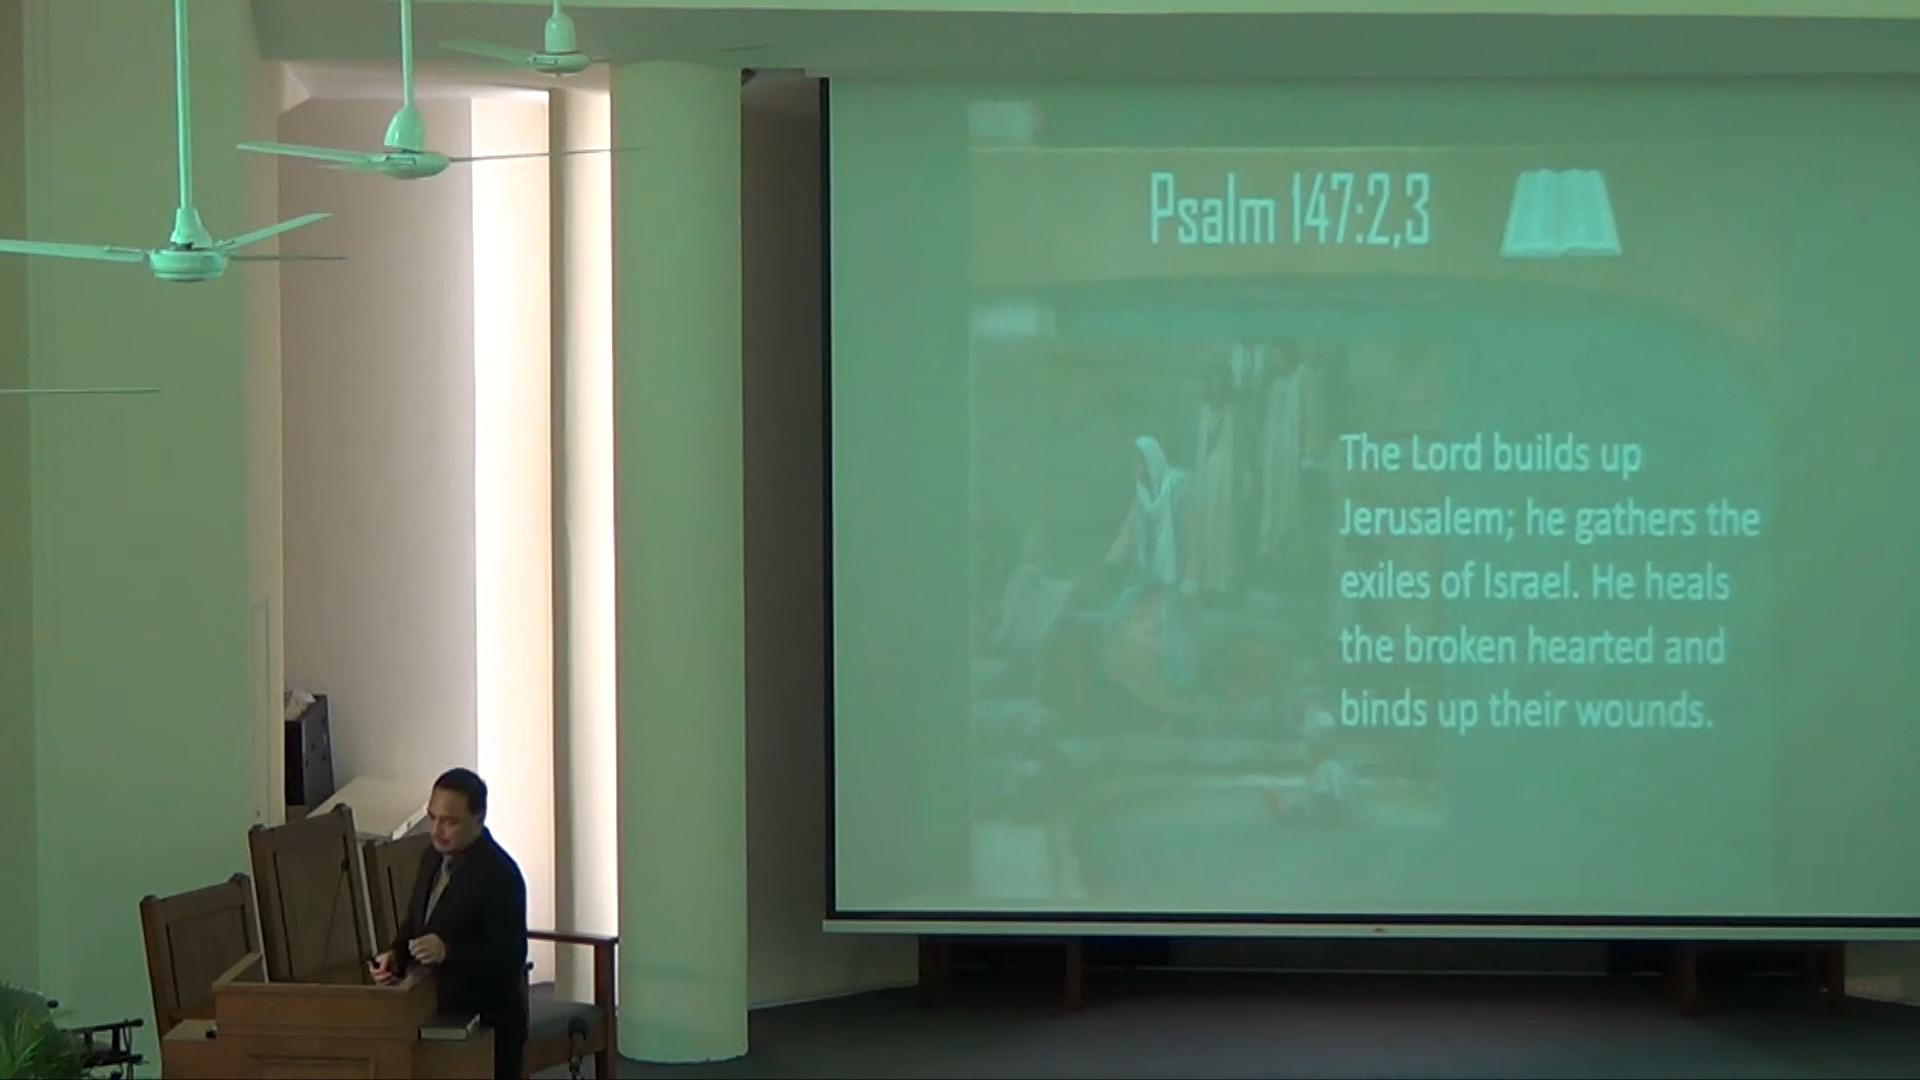 Psalm 147:2,3
The Lord builds up
Jerusalem; he gathers the
exiles of Israel. He heals
the broken hearted and
binds up their wounds.